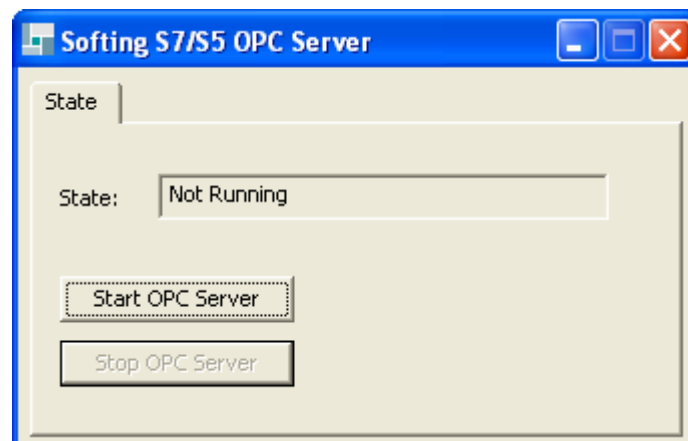 Softing S7/S5 OPC Server
State
State: Not Running
Start OPC Server
Stop OPC Server